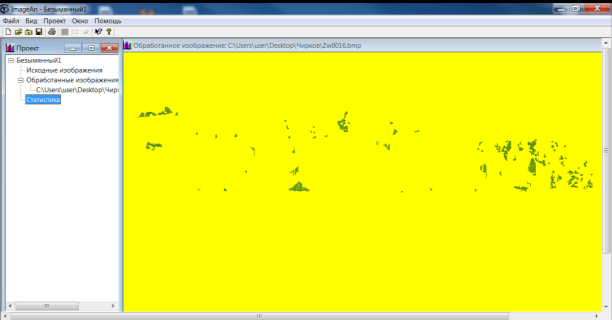 ImageAn - Безымянный1
Файл Вид Проект Окно Помощь
Проект
Безымянный1
Исходные изображения
Обработанные изображения
C:\Users\user\Desktop\Чир
Статистика
Обработанное изображение: C:\Users\user\Desktop\Чирков\Zw0016.bmp